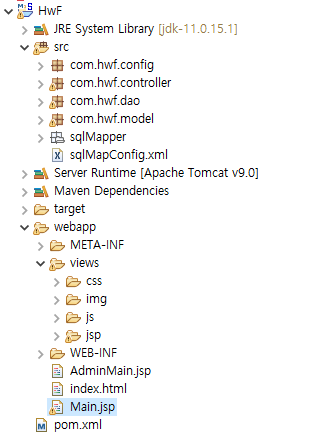 HwF
JRE System Library [jdk-11.0.15.1]
src
com.hwf.config
com.hwf.controller
com.hwf.dao
com.hwf.model
sqlMapper
sqlMapConfig.xml
Server Runtime [Apache Tomcat v9.0]
Maven Dependencies
target
webapp
META-INF
views
css
img
js
jsp
WEB-INF
AdminMain.jsp
index.html
Main.jsp
pom.xml